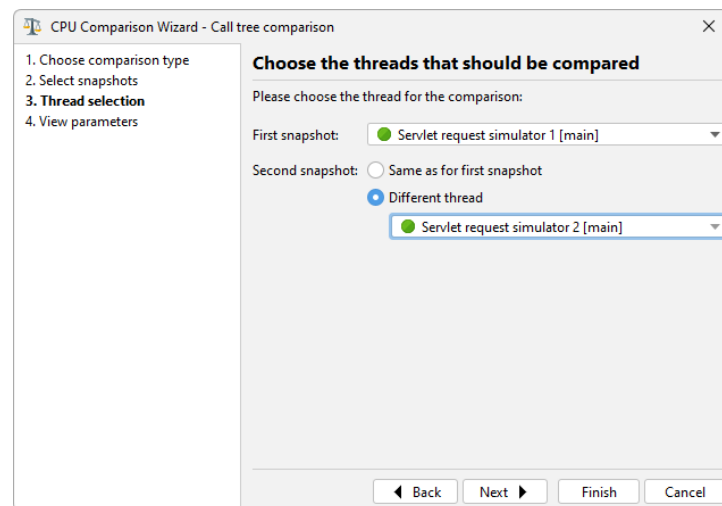 CPU Comparison Wizard - Call tree comparison
1. Choose comparison type
2. Select snapshots
3. Thread selection
4. View parameters
Choose the threads that should be compared
Please choose the thread for the comparison:
First snapshot: Servlet request simulator 1 [main]
Second snapshot: Same as for first snapshot
Different thread
Servlet request simulator 2 [main]
Back Next Finish Cancel